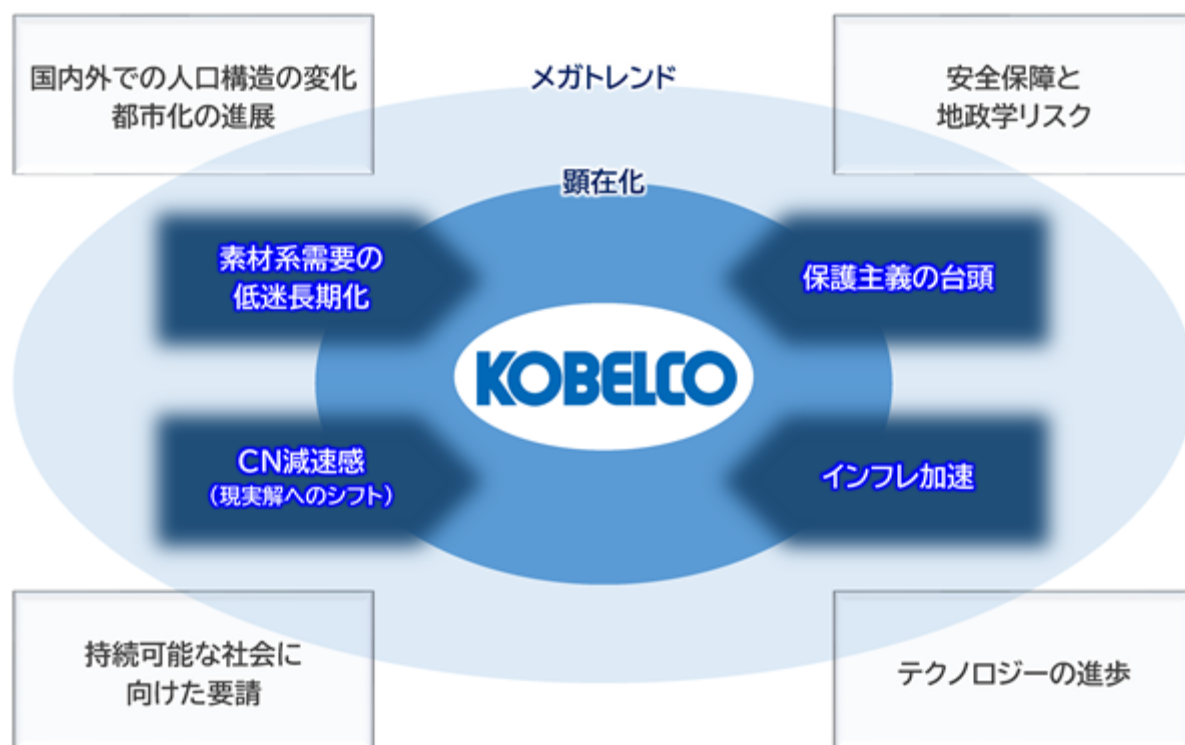 国内外での人口構造の変化
都市化の進展
メガトレンド
安全保障と
地政学リスク
顕在化
素材系需要の
低迷長期化
保護主義の台頭
KOBELCO
CN減速感
（現実解へのシフト）
インフレ加速
持続可能な社会に
向けた要請
テクノロジーの進歩